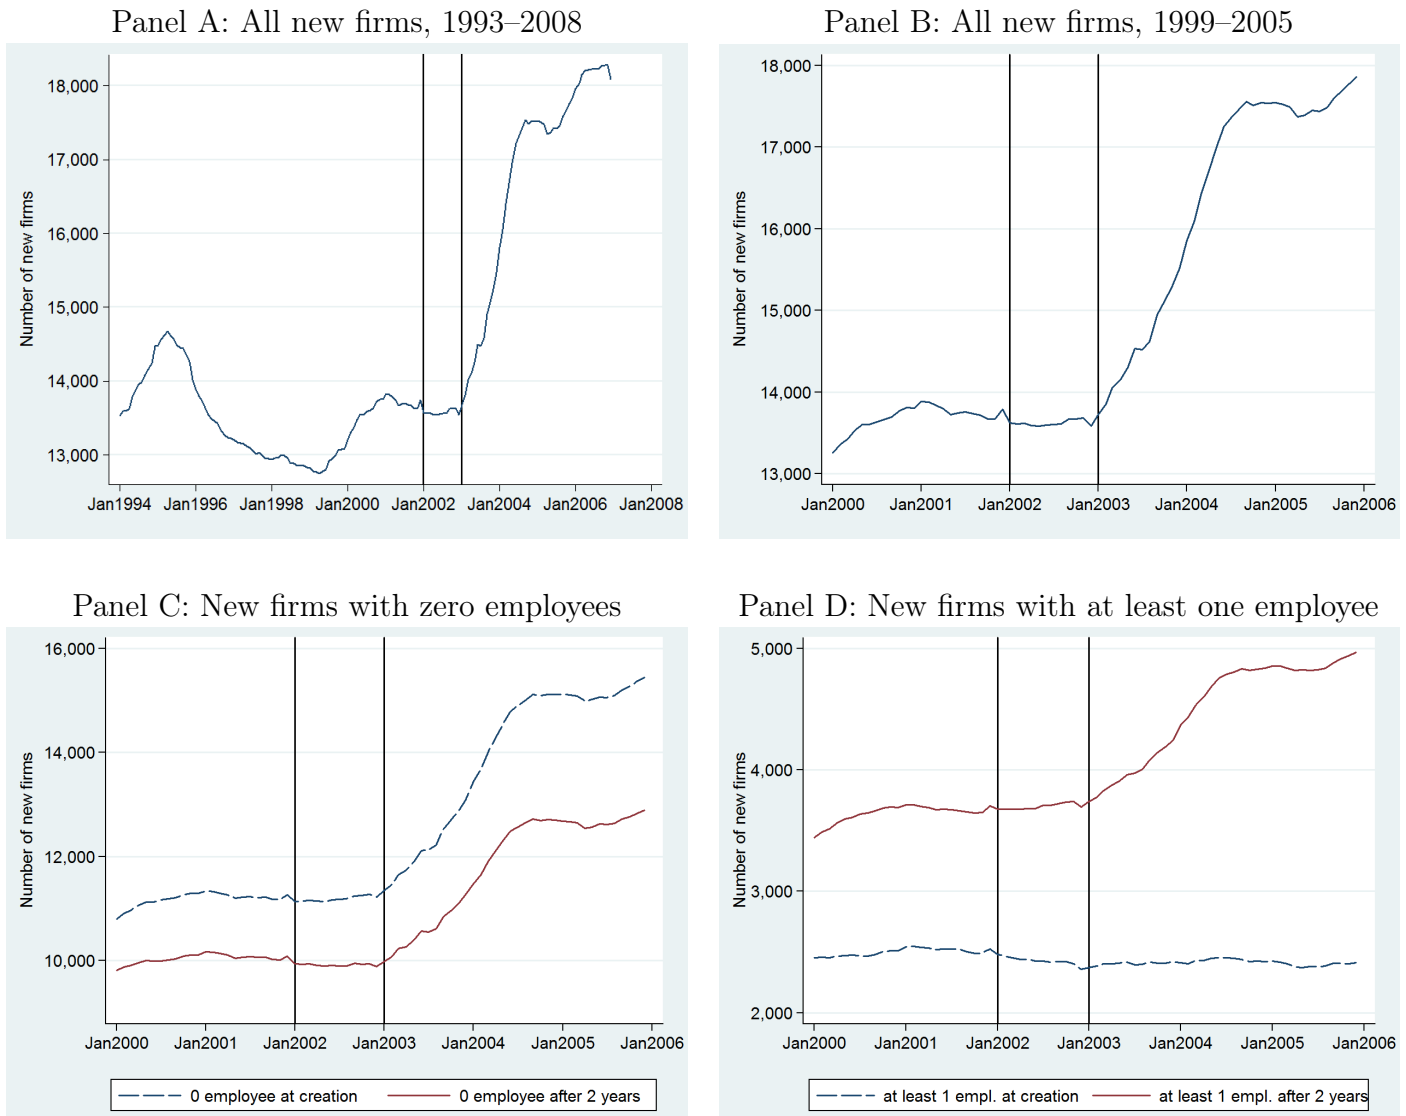 Panel A: All new firms, 1993–2008
Number of new firms
18,000
17,000
16,000
15,000
14,000
13,000
Jan1994 Jan1996 Jan1998 Jan2000 Jan2002 Jan2004 Jan2006 Jan2008
Panel B: All new firms, 1999–2005
Number of new firms
18,000
17,000
16,000
15,000
14,000
13,000
Jan2000 Jan2001 Jan2002 Jan2003 Jan2004 Jan2005 Jan2006
Panel C: New firms with zero employees
Number of new firms
16,000
14,000
12,000
10,000
Jan2000 Jan2001 Jan2002 Jan2003 Jan2004 Jan2005 Jan2006
0 employee at creation 0 employee after 2 years
Panel D: New firms with at least one employee
Number of new firms
5,000
4,000
3,000
2,000
Jan2000 Jan2001 Jan2002 Jan2003 Jan2004 Jan2005 Jan2006
at least 1 empl. at creation at least 1 empl. after 2 years